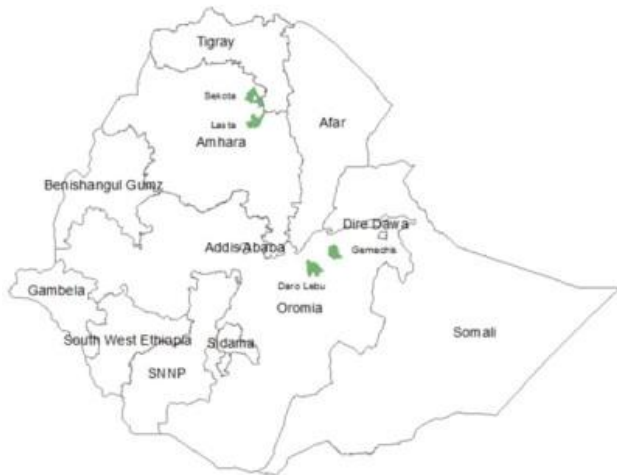 Tigray
Sekota
Lasta
Afar
Amhara
Benishangul Gumz
Dire Dawa
Addis Ababa
Gamachis
Gambela
Daro Lebu
Oromia
South West Ethiopia
Sidama
Somali
SNNP